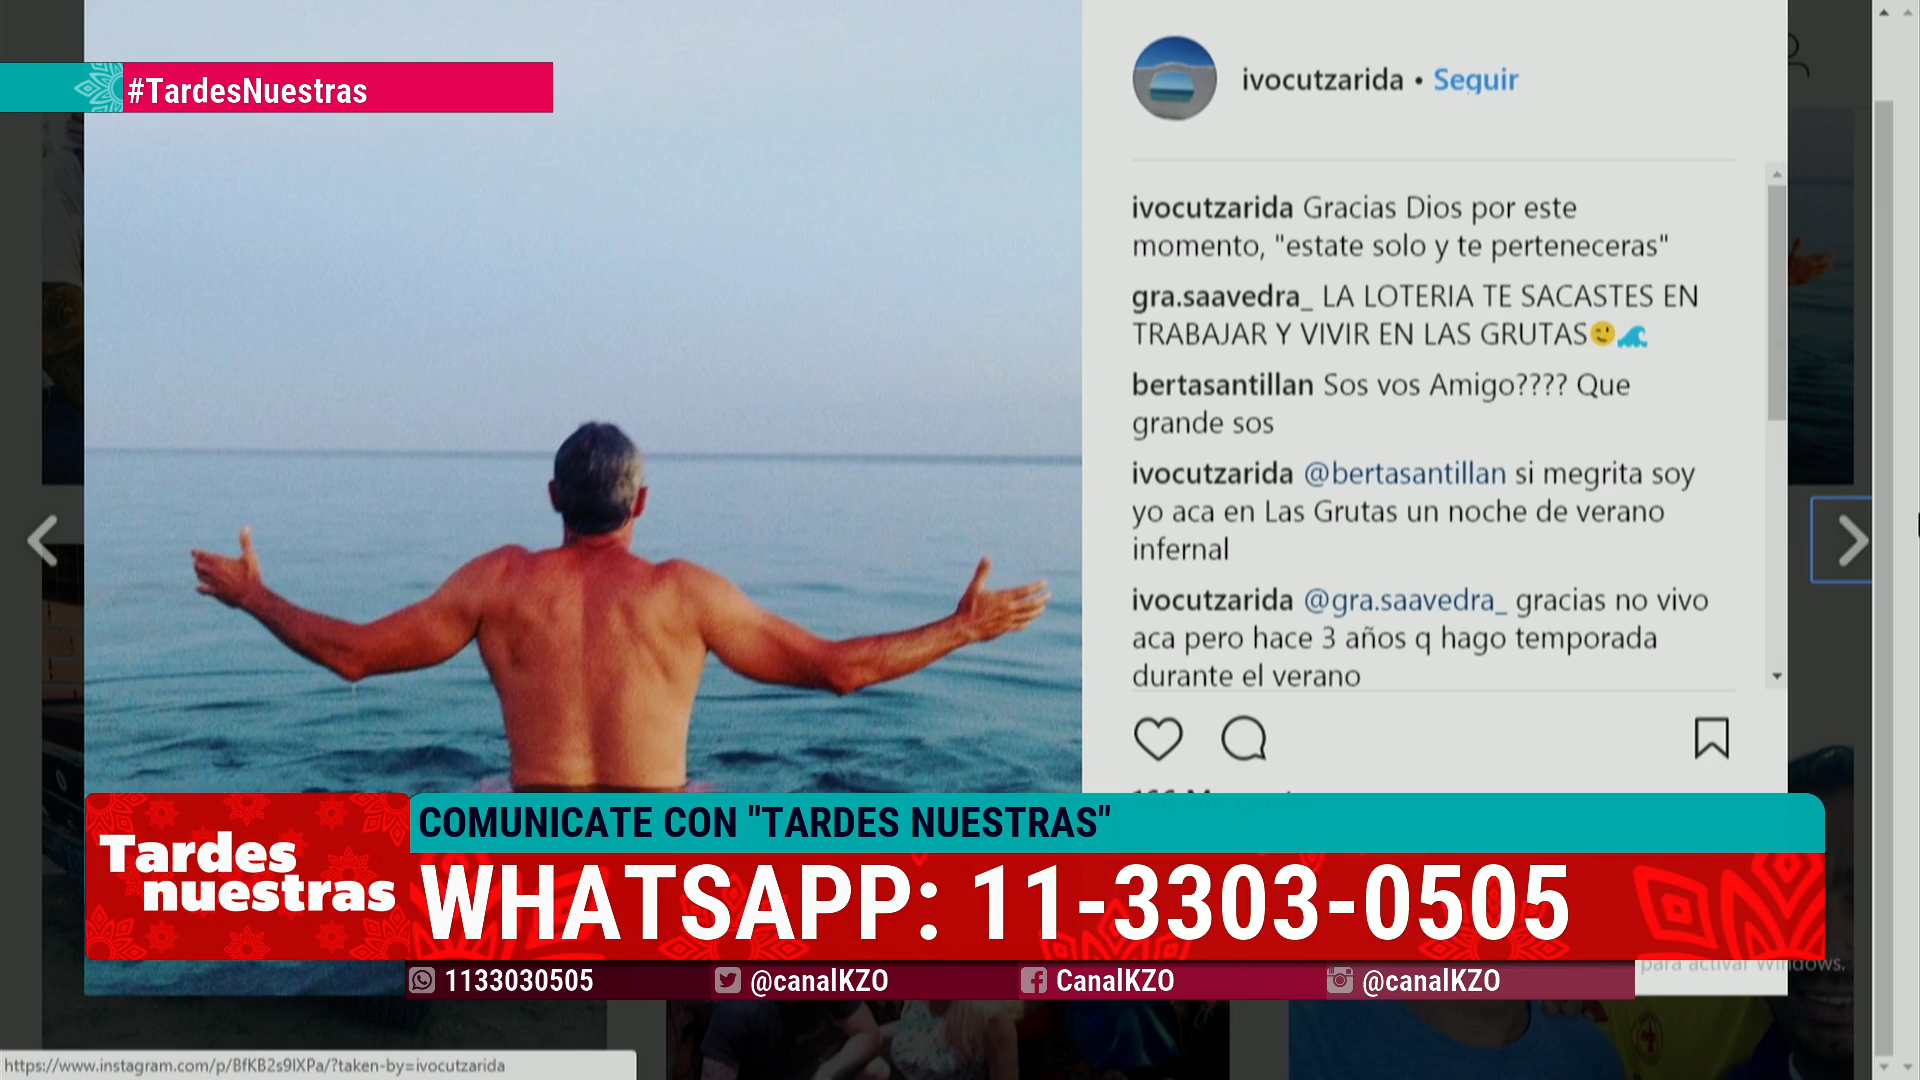 #TardesNuestras
ivocutzarida • Seguir
ivocutzarida Gracias Dios por este
momento, "estate solo y te perteneceras"
gra.saavedra_ LA LOTERIA TE SACASTES EN
TRABAJAR Y VIVIR EN LAS GRUTAS😉🌊
bertasantillan Sos vos Amigo???? Que
grande sos
ivocutzarida @bertasantillan si megrita soy
yo aca en Las Grutas un noche de verano
infernal
ivocutzarida @gra.saavedra_ gracias no vivo
aca pero hace 3 años q hago temporada
durante el verano
COMUNICATE CON "TARDES NUESTRAS"
Tardes
nuestras
WHATSAPP: 11-3303-0505
para activar Windows.
1133030505
@canalKZO
CanalKZO
@canalKZO
https://www.instagram.com/p/BfKB2s9lXPa/?taken-by=ivocutzarida